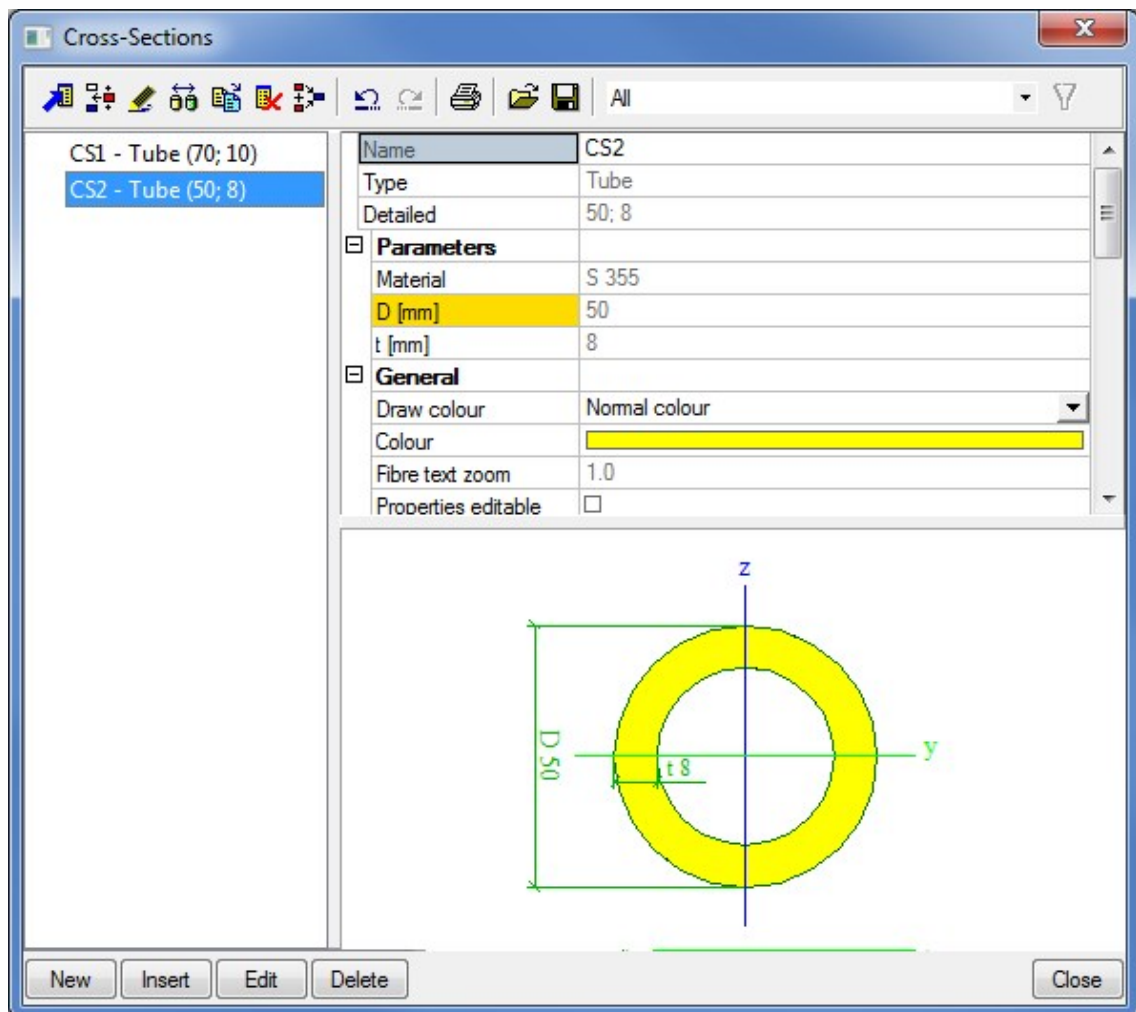 Cross-Sections
All
CS1 - Tube (70; 10)
CS2 - Tube (50; 8)
Name CS2
Type Tube
Detailed 50; 8
Parameters
Material S 355
D [mm] 50
t [mm] 8
General
Draw colour Normal colour
Colour
Fibre text zoom 1.0
Properties editable
z
D 50
t 8
y
New Insert Edit Delete Close